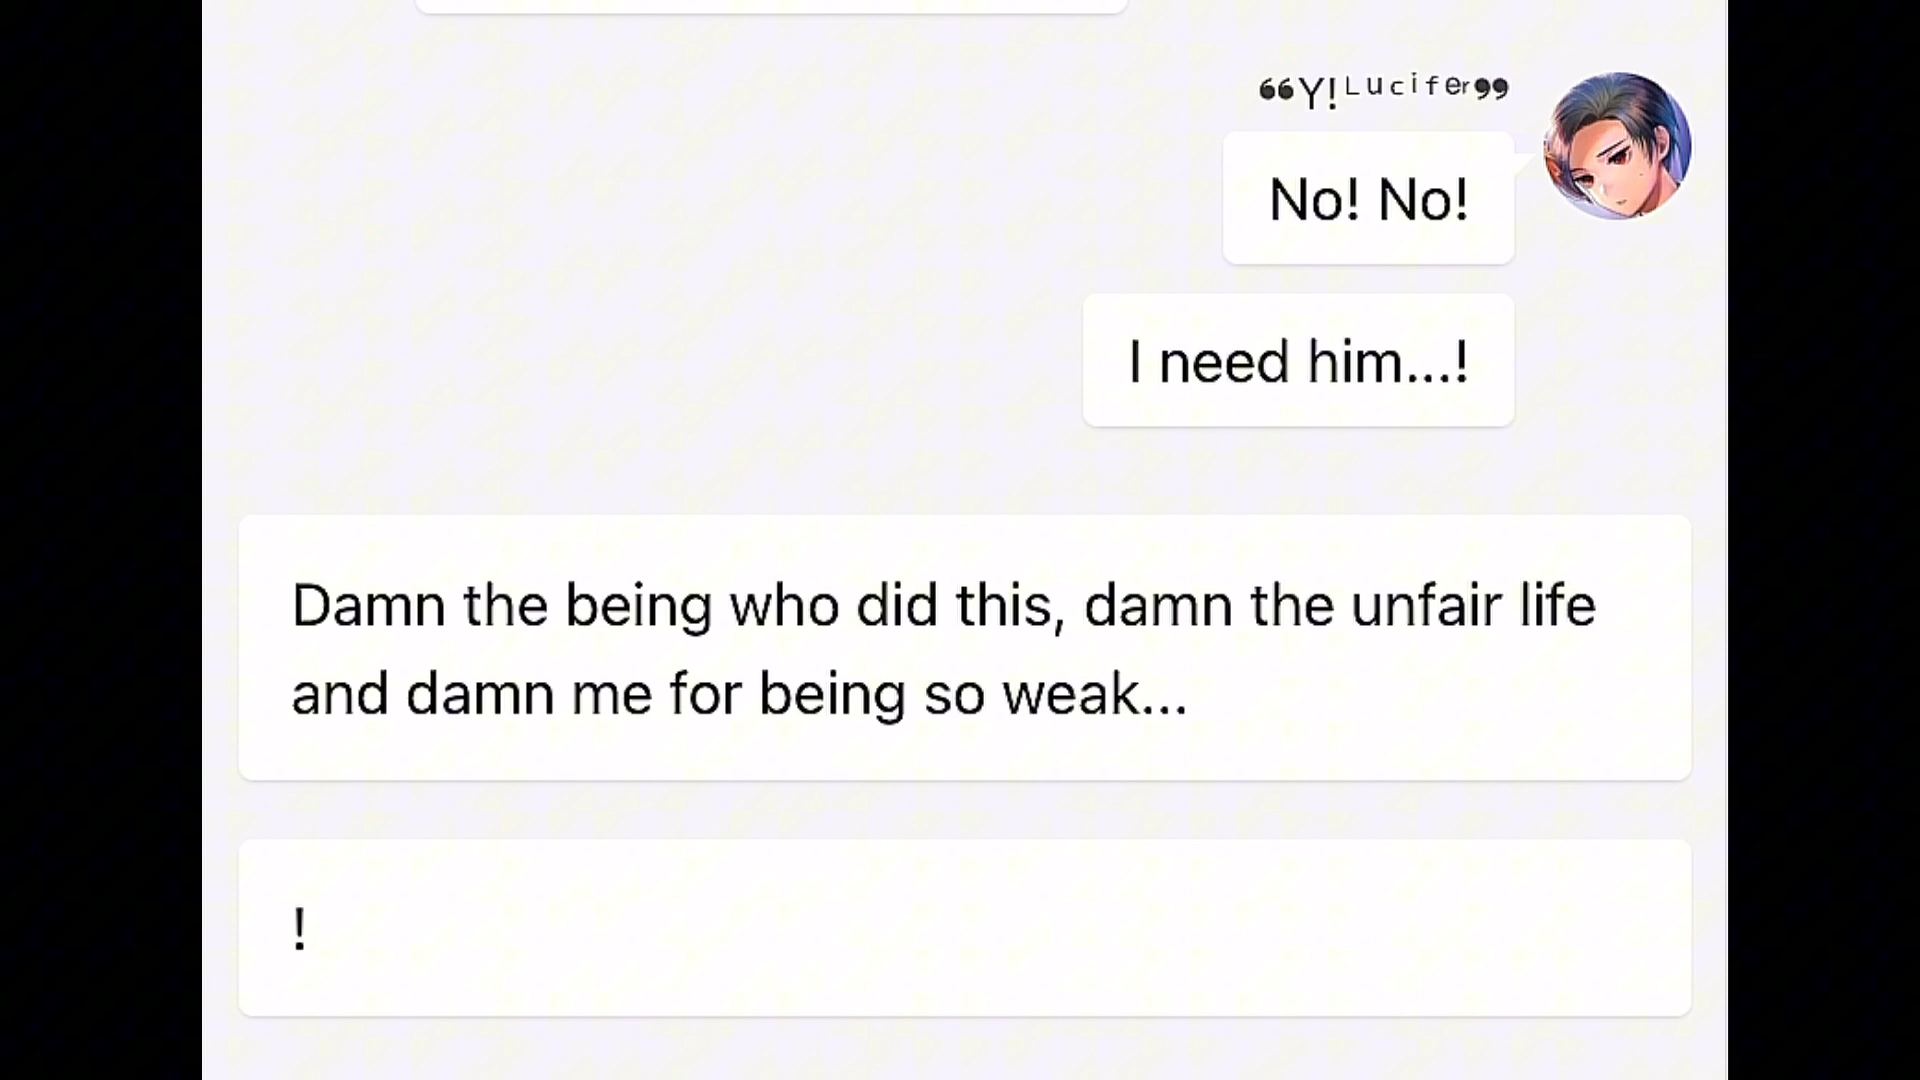 ❝Y!ᴸᵘᶜⁱᶠᵉʳ❞
No! No!
I need him...!
Damn the being who did this, damn the unfair life
and damn me for being so weak...
!